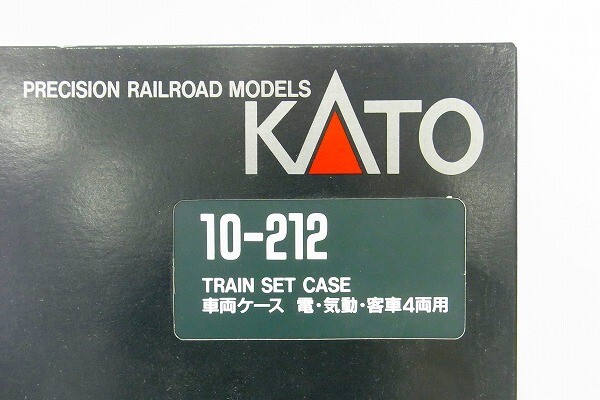 PRECISION RAILROAD MODELS
KATO
10-212
TRAIN SET CASE
車両ケース 電・気動・客車4両用